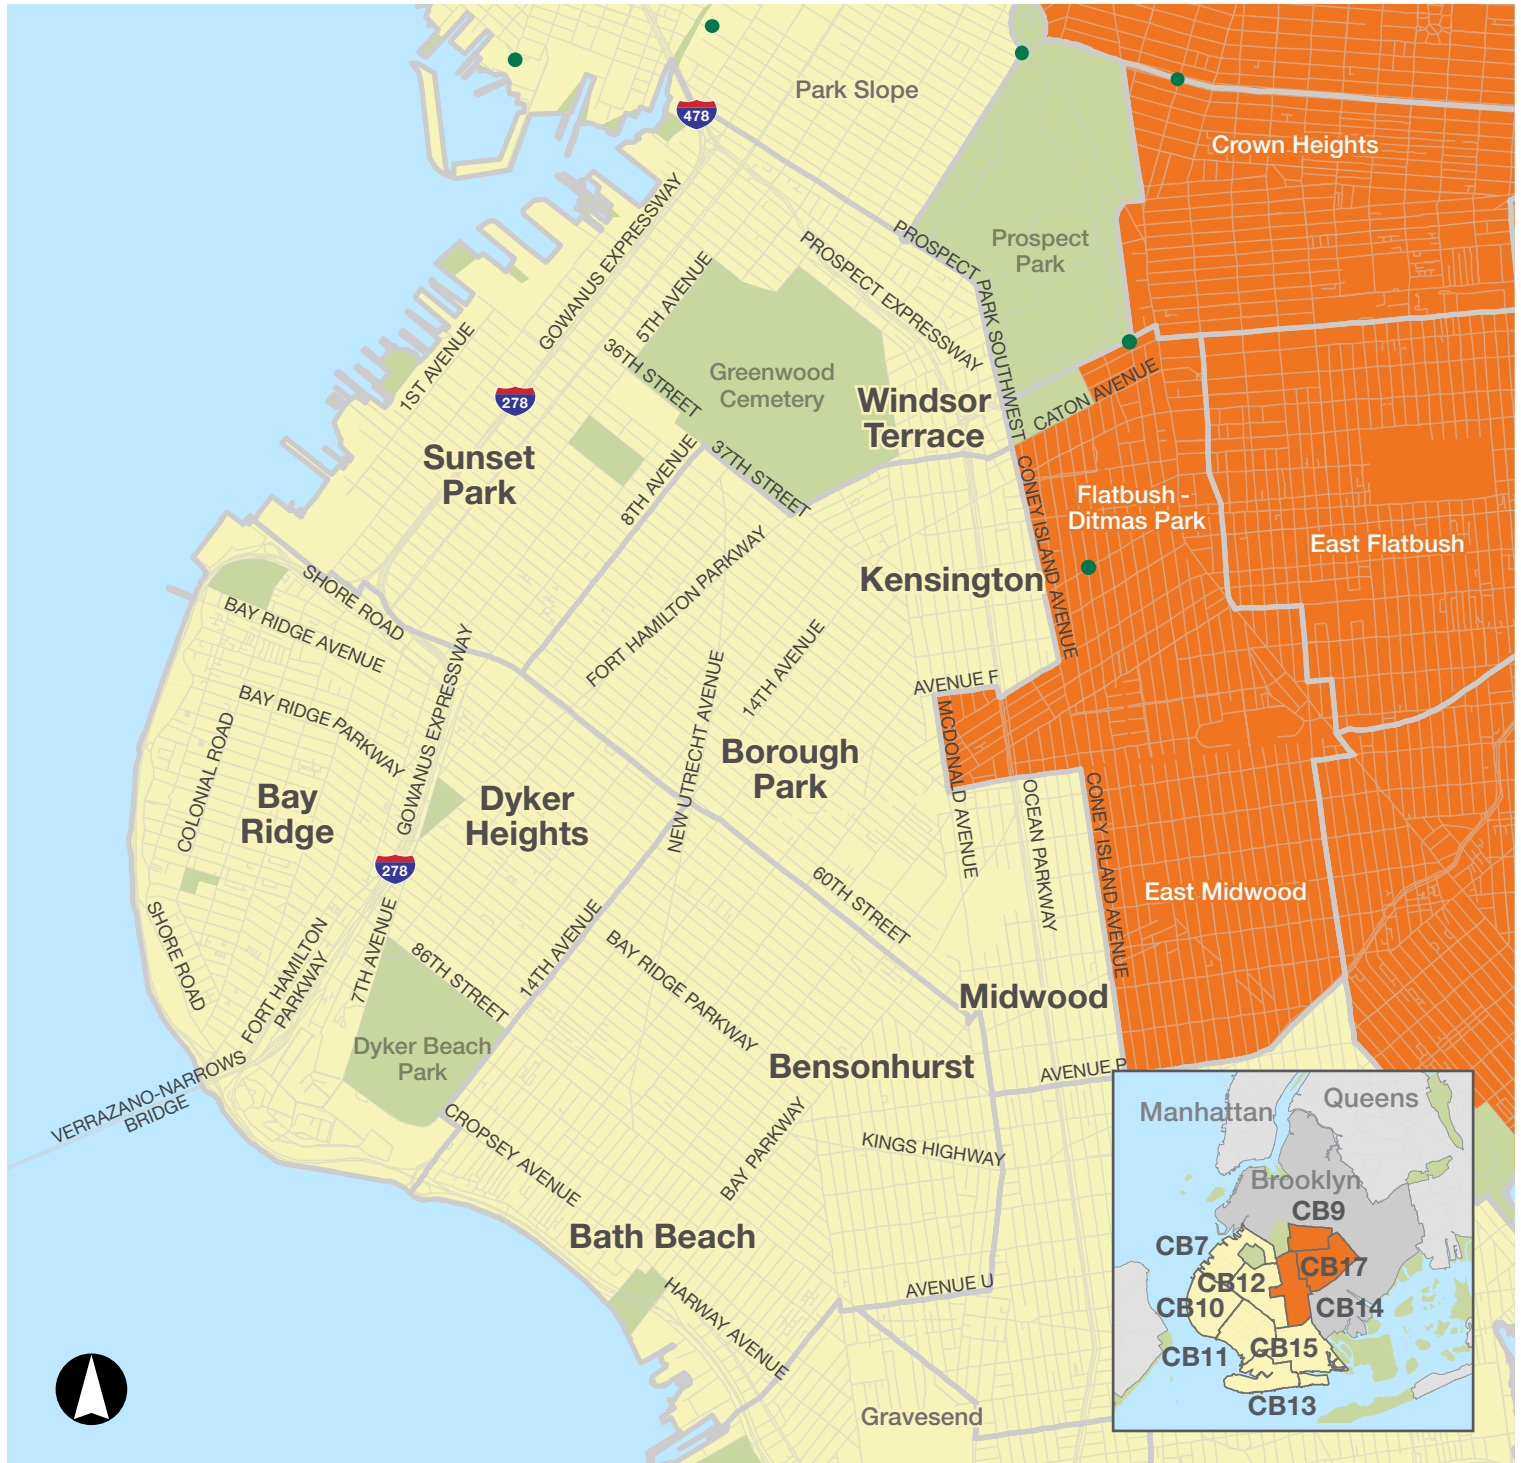 Park Slope
478
Crown Heights
GOWANUS EXPRESSWAY
PROSPECT PARK SOUTHWEST
Prospect
Park
PROSPECT EXPRESSWAY
5TH AVENUE
1ST AVENUE
36TH STREET
Greenwood
Cemetery
278
Windsor
Terrace
CATON AVENUE
Sunset
Park
8TH AVENUE
37TH STREET
CONEY ISLAND AVENUE
Flatbush -
Ditmas Park
East Flatbush
FORT HAMILTON PARKWAY
Kensington
SHORE ROAD
BAY RIDGE AVENUE
14TH AVENUE
GOWANUS EXPRESSWAY
NEW UTRECHT AVENUE
AVENUE F
BAY RIDGE PARKWAY
COLONIAL ROAD
MCDONALD AVENUE
Borough
Park
Bay
Ridge
Dyker
Heights
OCEAN PARKWAY
CONEY ISLAND AVENUE
278
60TH STREET
East Midwood
SHORE ROAD
FORT HAMILTON
PARKWAY
7TH AVENUE
86TH STREET
14TH AVENUE
BAY RIDGE PARKWAY
Midwood
Dyker Beach
Park
Bensonhurst
AVENUE P
VERRAZANO-NARROWS
BRIDGE
CROPSEY AVENUE
BAY PARKWAY
KINGS HIGHWAY
Bath Beach
AVENUE U
HARWAY AVENUE
Gravesend
Manhattan
Queens
Brooklyn
CB9
CB7
CB17
CB12
CB10
CB14
CB11
CB15
CB13